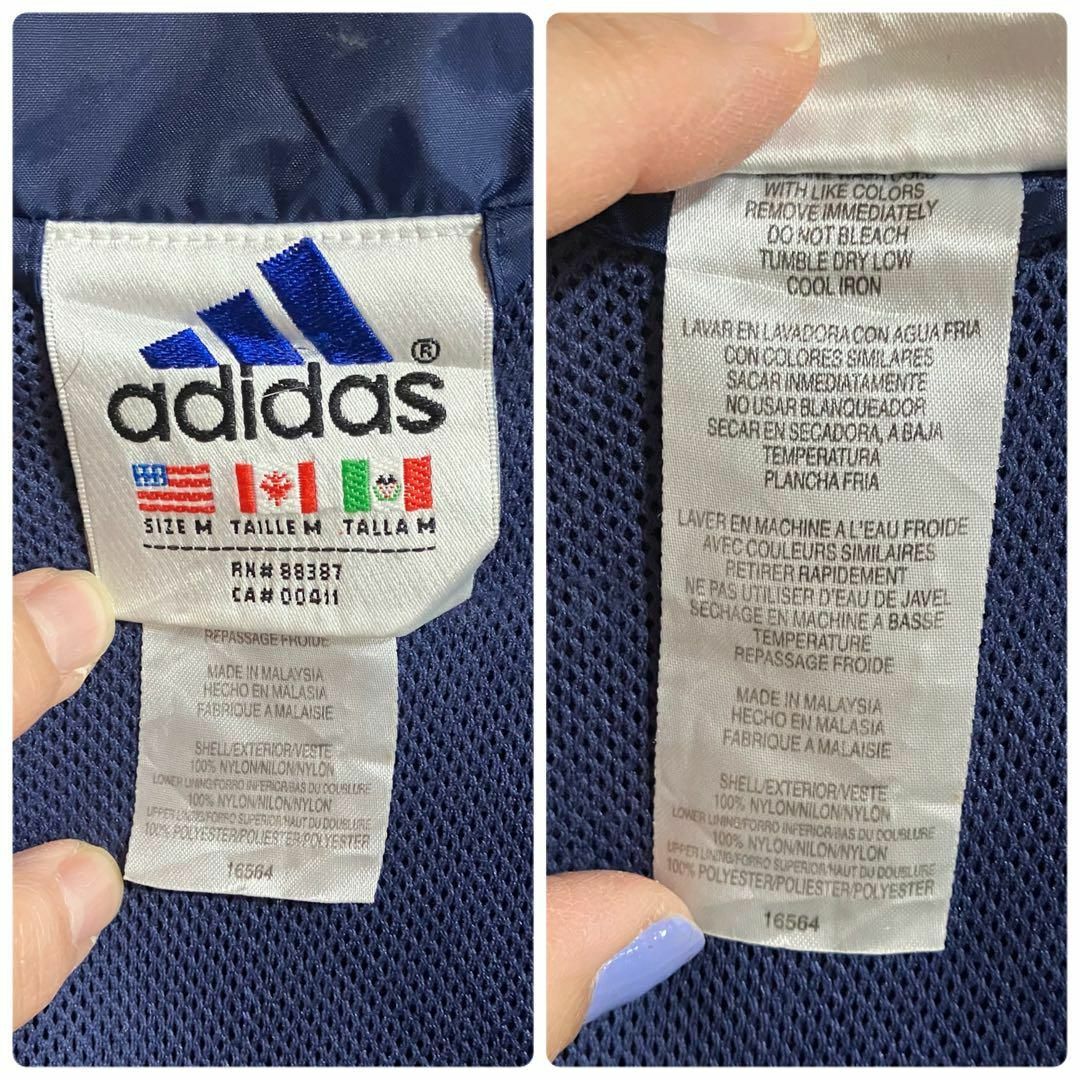 adidas®
SIZE M TAILLE M TALLA M
RN# 88387
CA# 00411
REPASSAGE FROIDE
MADE IN MALAYSIA
HECHO EN MALASIA
FABRIQUE A MALAISIE
SHELL/EXTERIOR/VESTE
100% NYLON/NILON/NYLON
LOWER LINING/FORRO INFERIOR/BAS DU DOUBLURE
100% NYLON/NILON/NYLON
UPPER LINING/FORRO SUPERIOR/HAUT DU DOUBLURE
100% POLYESTER/POLIESTER/POLYESTER
16564
WASH COLD
WITH LIKE COLORS
REMOVE IMMEDIATELY
DO NOT BLEACH
TUMBLE DRY LOW
COOL IRON
LAVAR EN LAVADORA CON AGUA FRIA
CON COLORES SIMILARES
SACAR INMEDIATAMENTE
NO USAR BLANQUEADOR
SECAR EN SECADORA, A BAJA
TEMPERATURA
PLANCHA FRIA
LAVER EN MACHINE A L'EAU FROIDE
AVEC COULEURS SIMILAIRES
RETIRER RAPIDEMENT
NE PAS UTILISER D'EAU DE JAVEL
SECHAGE EN MACHINE A BASSE
TEMPERATURE
REPASSAGE FROIDE
MADE IN MALAYSIA
HECHO EN MALASIA
FABRIQUE A MALAISIE
SHELL/EXTERIOR/VESTE
100% NYLON/NILON/NYLON
LOWER LINING/FORRO INFERIOR/BAS DU DOUBLURE
100% NYLON/NILON/NYLON
UPPER LINING/FORRO SUPERIOR/HAUT DU DOUBLURE
100% POLYESTER/POLIESTER/POLYESTER
16564